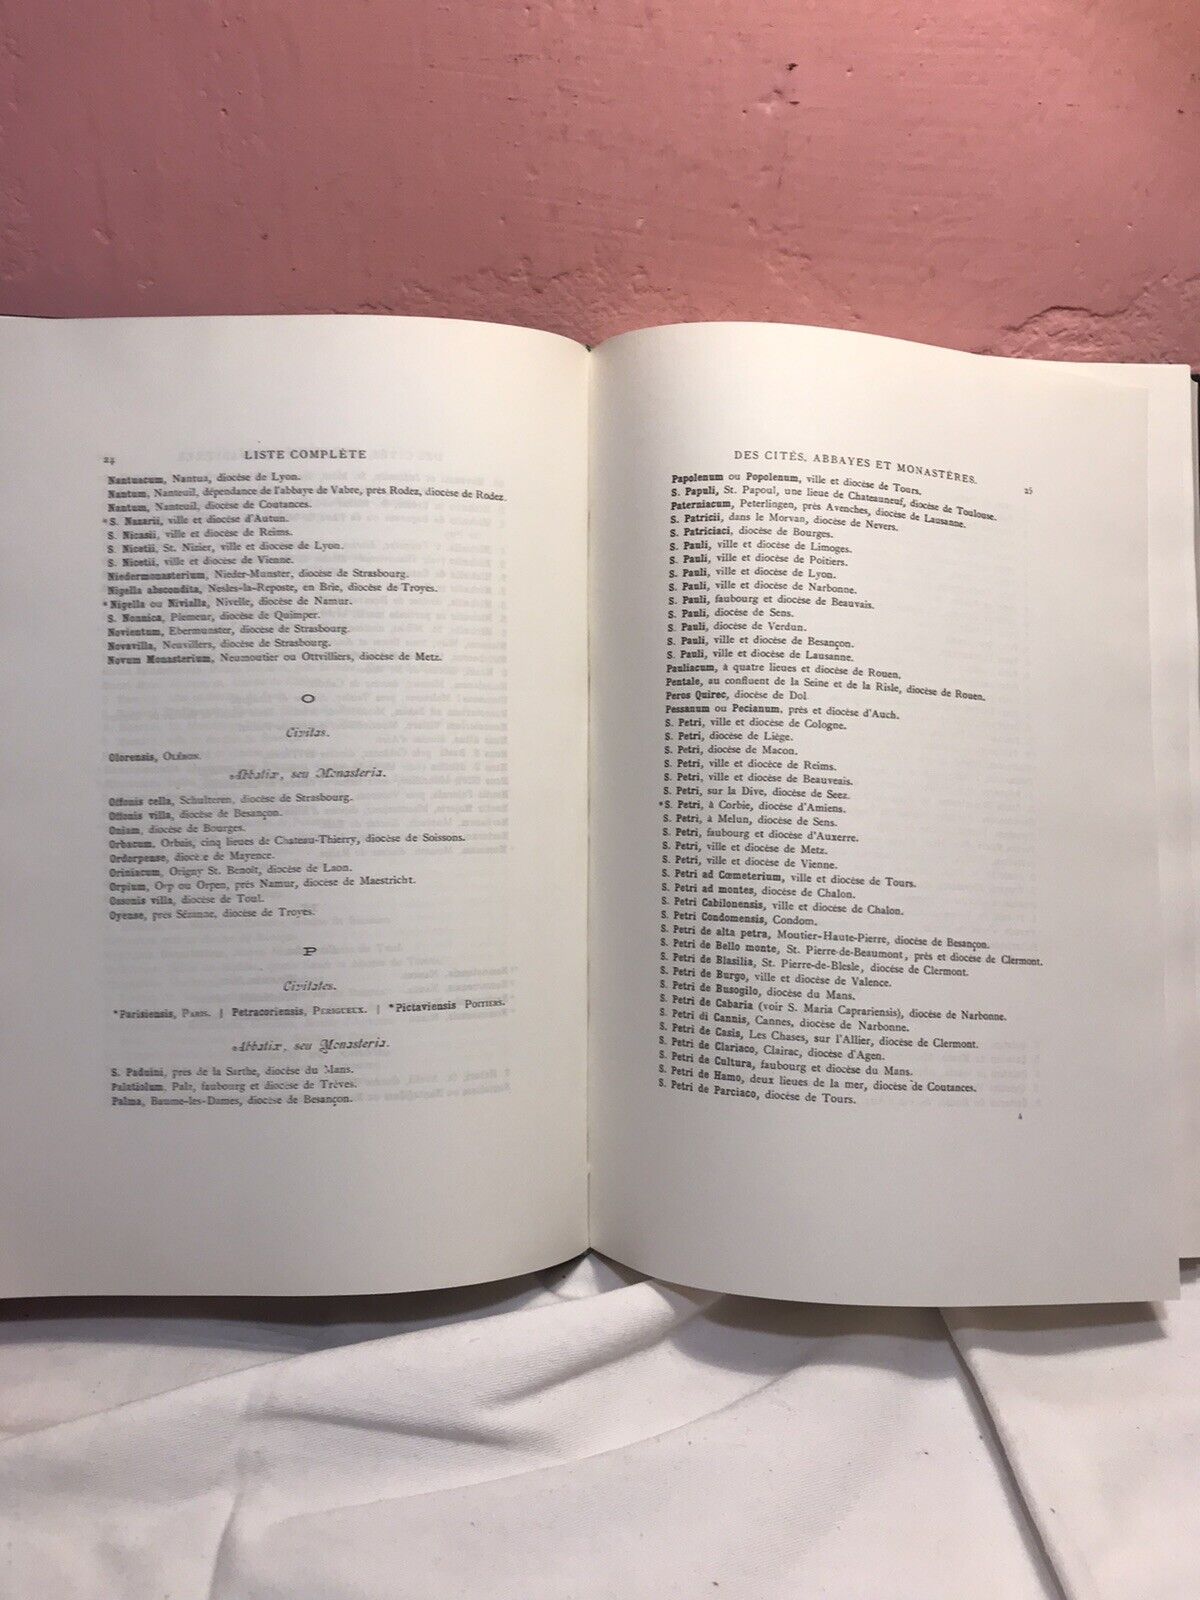 24
LISTE COMPLÈTE
Nantuacum, Nantua, diocèse de Lyon.
Nantum, Nanteuil, dépendance de l'abbaye de Vabre, près Rodez, diocèse de Rodez.
Nantum, Nanteuil, diocèse de Coutances.
*S. Nazarii, ville et diocèse d'Autun.
S. Nicasii, ville et diocèse de Reims.
S. Nicetii, St. Nizier, ville et diocèse de Lyon.
S. Nicetii, ville et diocèse de Vienne.
Niedermonasterium, Nieder-Munster, diocèse de Strasbourg.
Nigella abscondita, Nesles-la-Reposte, en Brie, diocèse de Troyes.
*Nigella ou Nivialla, Nivelle, diocèse de Namur.
S. Nonnica, Plemeur, diocèse de Quimper.
Novientum, Ebermunster, diocèse de Strasbourg.
Novavilla, Neuvillers, diocèse de Strasbourg.
Novum Monasterium, Neumoutier ou Ottvilliers, diocèse de Metz.
O
Civitas.
Olorensis, OLÉRON.
Abbatiæ, seu Monasteria.
Offonis cella, Schulteren, diocèse de Strasbourg.
Offonis villa, diocèse de Besançon.
Oniam, diocèse de Bourges.
Orbacum, Orbais, cinq lieues de Chateau-Thierry, diocèse de Soissons.
Ordorpense, diocè e de Mayence.
Oriniacum, Origny St. Benoît, diocèse de Laon.
Orpium, Orp ou Orpen, près Namur, diocèse de Maestricht.
Ossonis villa, diocèse de Toul.
Oyense, près Sézanne, diocèse de Troyes.
P
Civitates.
*Parisiensis, PARIS. | Petracoriensis, PERIGUEUX. | *Pictaviensis POITIERS.
Abbatiæ, seu Monasteria.
S. Paduini, près de la Sarthe, diocèse du Mans.
Palatiolum, Palz, faubourg et diocèse de Trèves.
Palma, Baume-les-Dames, diocèse de Besançon.
DES CITÉS, ABBAYES ET MONASTÈRES.
25
Papolenum ou Popolenum, ville et diocèse de Tours.
S. Papuli, St. Papoul, une lieue de Chateauneuf, diocèse de Toulouse.
Paterniacum, Peterlingen, près Avenches, diocèse de Lausanne.
S. Patricii, dans le Morvan, diocèse de Nevers.
S. Patriciaci, diocèse de Bourges.
S. Pauli, ville et diocèse de Limoges.
S. Pauli, ville et diocèse de Poitiers.
S. Pauli, ville et diocèse de Lyon.
S. Pauli, ville et diocèse de Narbonne.
S. Pauli, faubourg et diocèse de Beauvais.
S. Pauli, diocèse de Sens.
S. Pauli, diocèse de Verdun.
S. Pauli, ville et diocèse de Besançon.
S. Pauli, ville et diocèse de Lausanne.
Pauliacum, à quatre lieues et diocèse de Rouen.
Pentale, au confluent de la Seine et de la Risle, diocèse de Rouen.
Peros Quirec, diocèse de Dol.
Pessanum ou Pecianum, près et diocèse d'Auch.
S. Petri, ville et diocèse de Cologne.
S. Petri, diocèse de Liège.
S. Petri, diocèse de Macon.
S. Petri, ville et diocèce de Reims.
S. Petri, ville et diocèse de Beauveais.
S. Petri, sur la Dive, diocèse de Seez.
*S. Petri, à Corbie, diocèse d'Amiens.
S. Petri, à Melun, diocèse de Sens.
S. Petri, faubourg et diocèse d'Auxerre.
S. Petri, ville et diocèse de Metz.
S. Petri, ville et diocèse de Vienne.
S. Petri ad Cœmeterium, ville et diocèse de Tours.
S. Petri ad montes, diocèse de Chalon.
S. Petri Cabilonensis, ville et diocèse de Chalon.
S. Petri Condomensis, Condom.
S. Petri de alta petra, Moutier-Haute-Pierre, diocèse de Besançon.
S. Petri de Bello monte, St. Pierre-de-Beaumont, près et diocèse de Clermont.
S. Petri de Blasilia, St. Pierre-de-Blesle, diocèse de Clermont.
S. Petri de Burgo, ville et diocèse de Valence.
S. Petri de Busogilo, diocèse du Mans.
S. Petri de Cabaria (voir S. Maria Caprariensis), diocèse de Narbonne.
S. Petri di Cannis, Cannes, diocèse de Narbonne.
S. Petri de Casis, Les Chases, sur l'Allier, diocèse de Clermont.
S. Petri de Clariaco, Clairac, diocèse d'Agen.
S. Petri de Cultura, faubourg et diocèse du Mans.
S. Petri de Hamo, deux lieues de la mer, diocèse de Coutances.
S. Petri de Parciaco, diocèse de Tours.
4